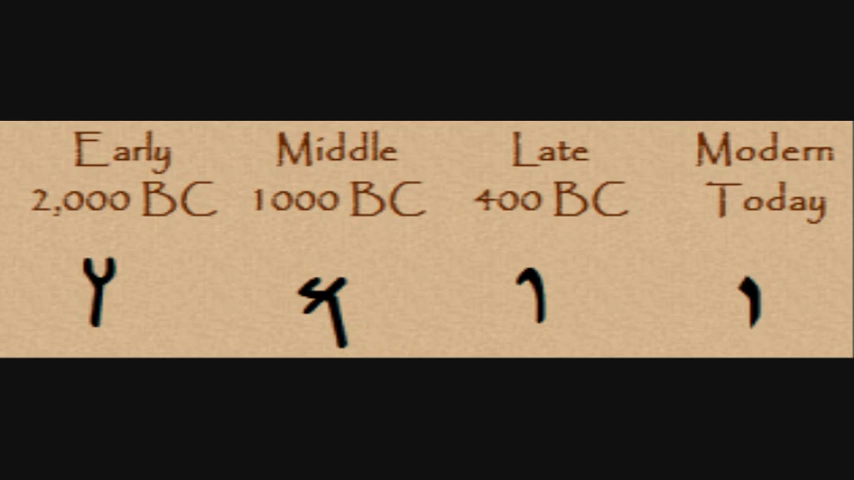 Early Middle Late Modern
2,000 BC 1000 BC 400 BC Today
𐤅 𐤅 ו ו